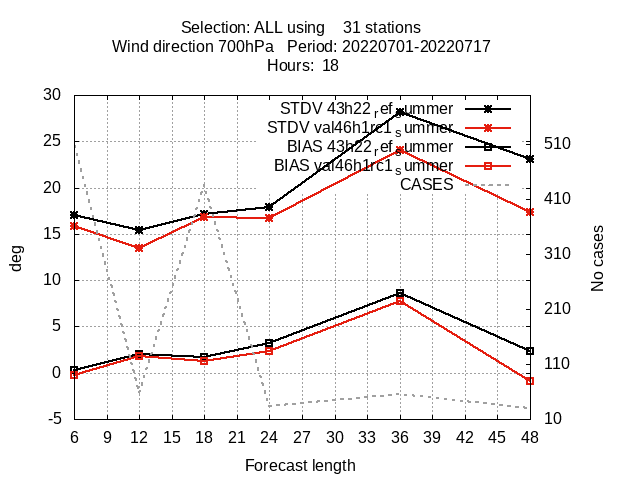 Selection: ALL using 31 stations
Wind direction 700hPa Period: 20220701-20220717
Hours: 18
STDV 43h22_ref_summer
STDV val46h1rc1_summer
BIAS 43h22_ref_summer
BIAS val46h1rc1_summer
CASES
30
25
20
15
10
5
0
-5
deg
510
410
310
210
110
10
No cases
6 9 12 15 18 21 24 27 30 33 36 39 42 45 48
Forecast length